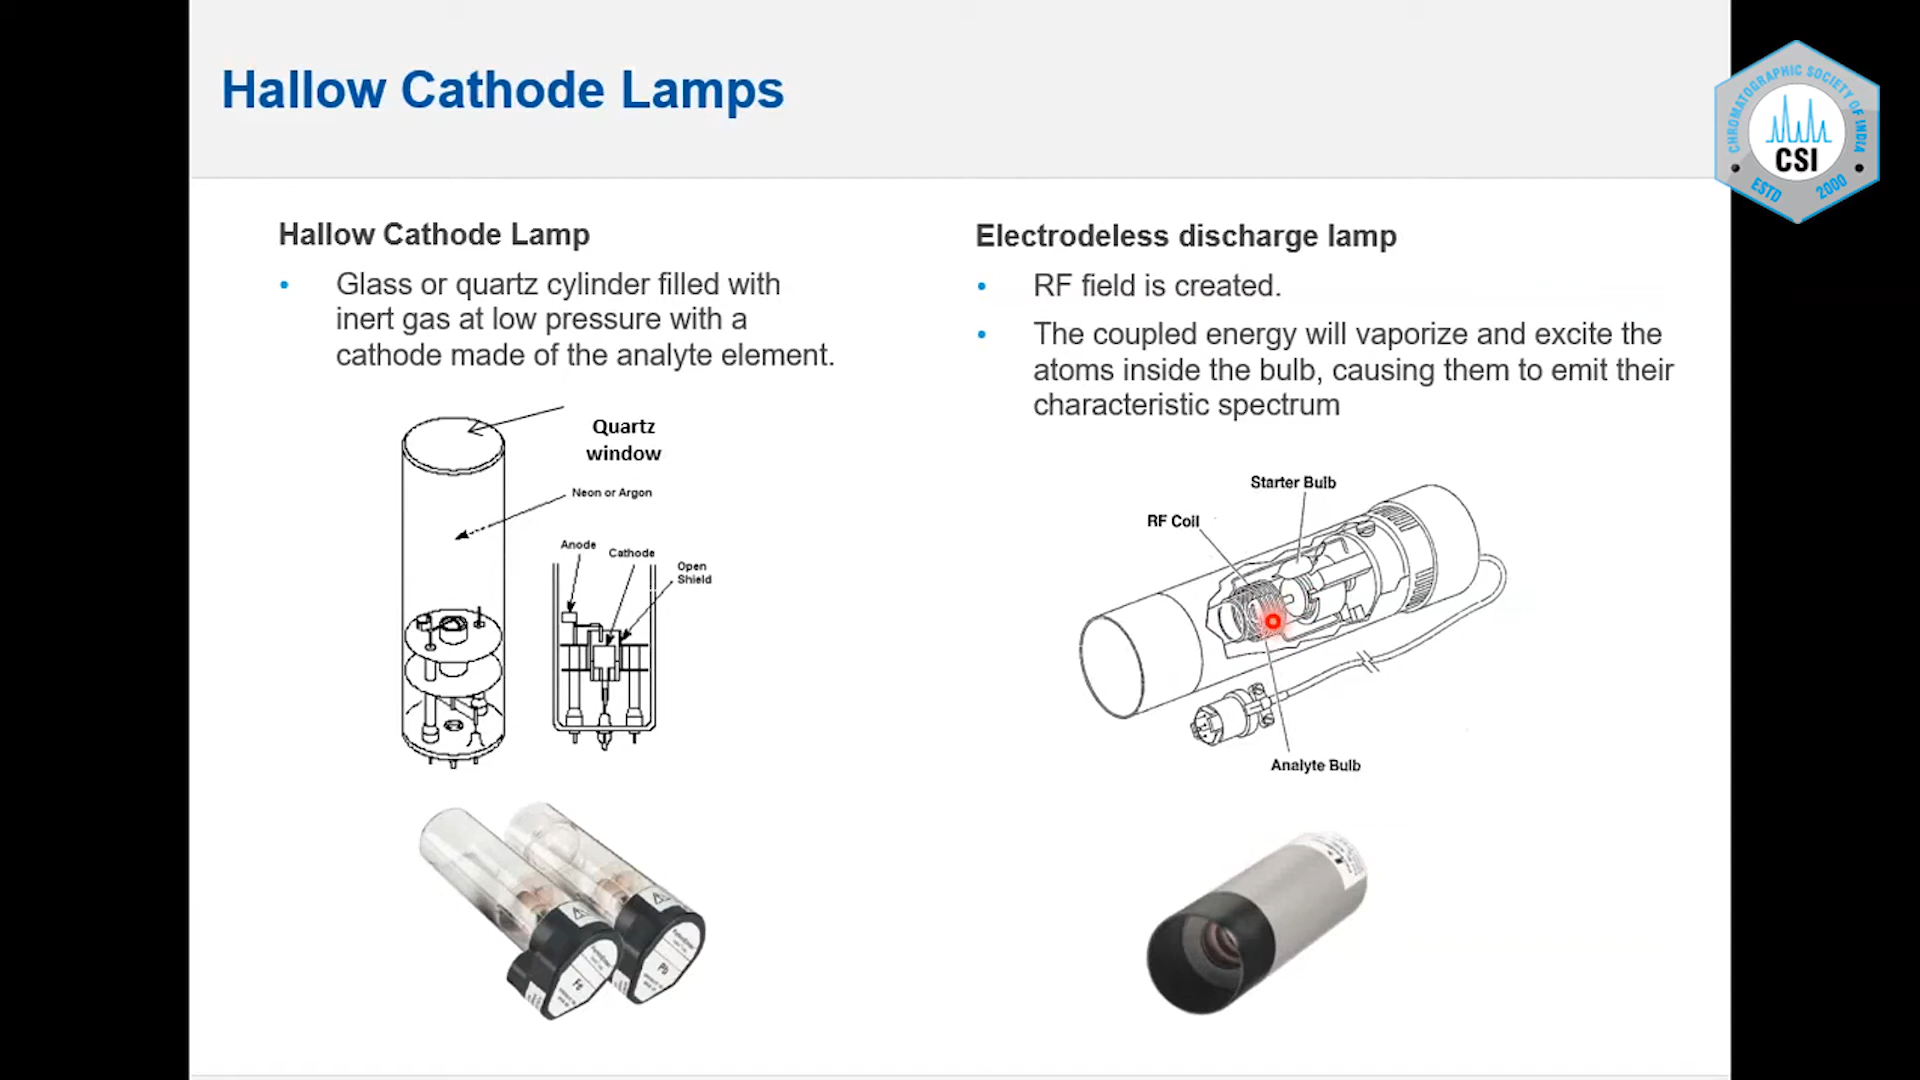 Hallow Cathode Lamps
CHROMATOGRAPHIC SOCIETY OF INDIA
CSI
ESTD 2000
Hallow Cathode Lamp
• Glass or quartz cylinder filled with
inert gas at low pressure with a
cathode made of the analyte element.
Quartz
window
Neon or Argon
Anode
Cathode
Open
Shield
Fe
Pb
Electrodeless discharge lamp
• RF field is created.
• The coupled energy will vaporize and excite the
atoms inside the bulb, causing them to emit their
characteristic spectrum
Starter Bulb
RF Coil
Analyte Bulb